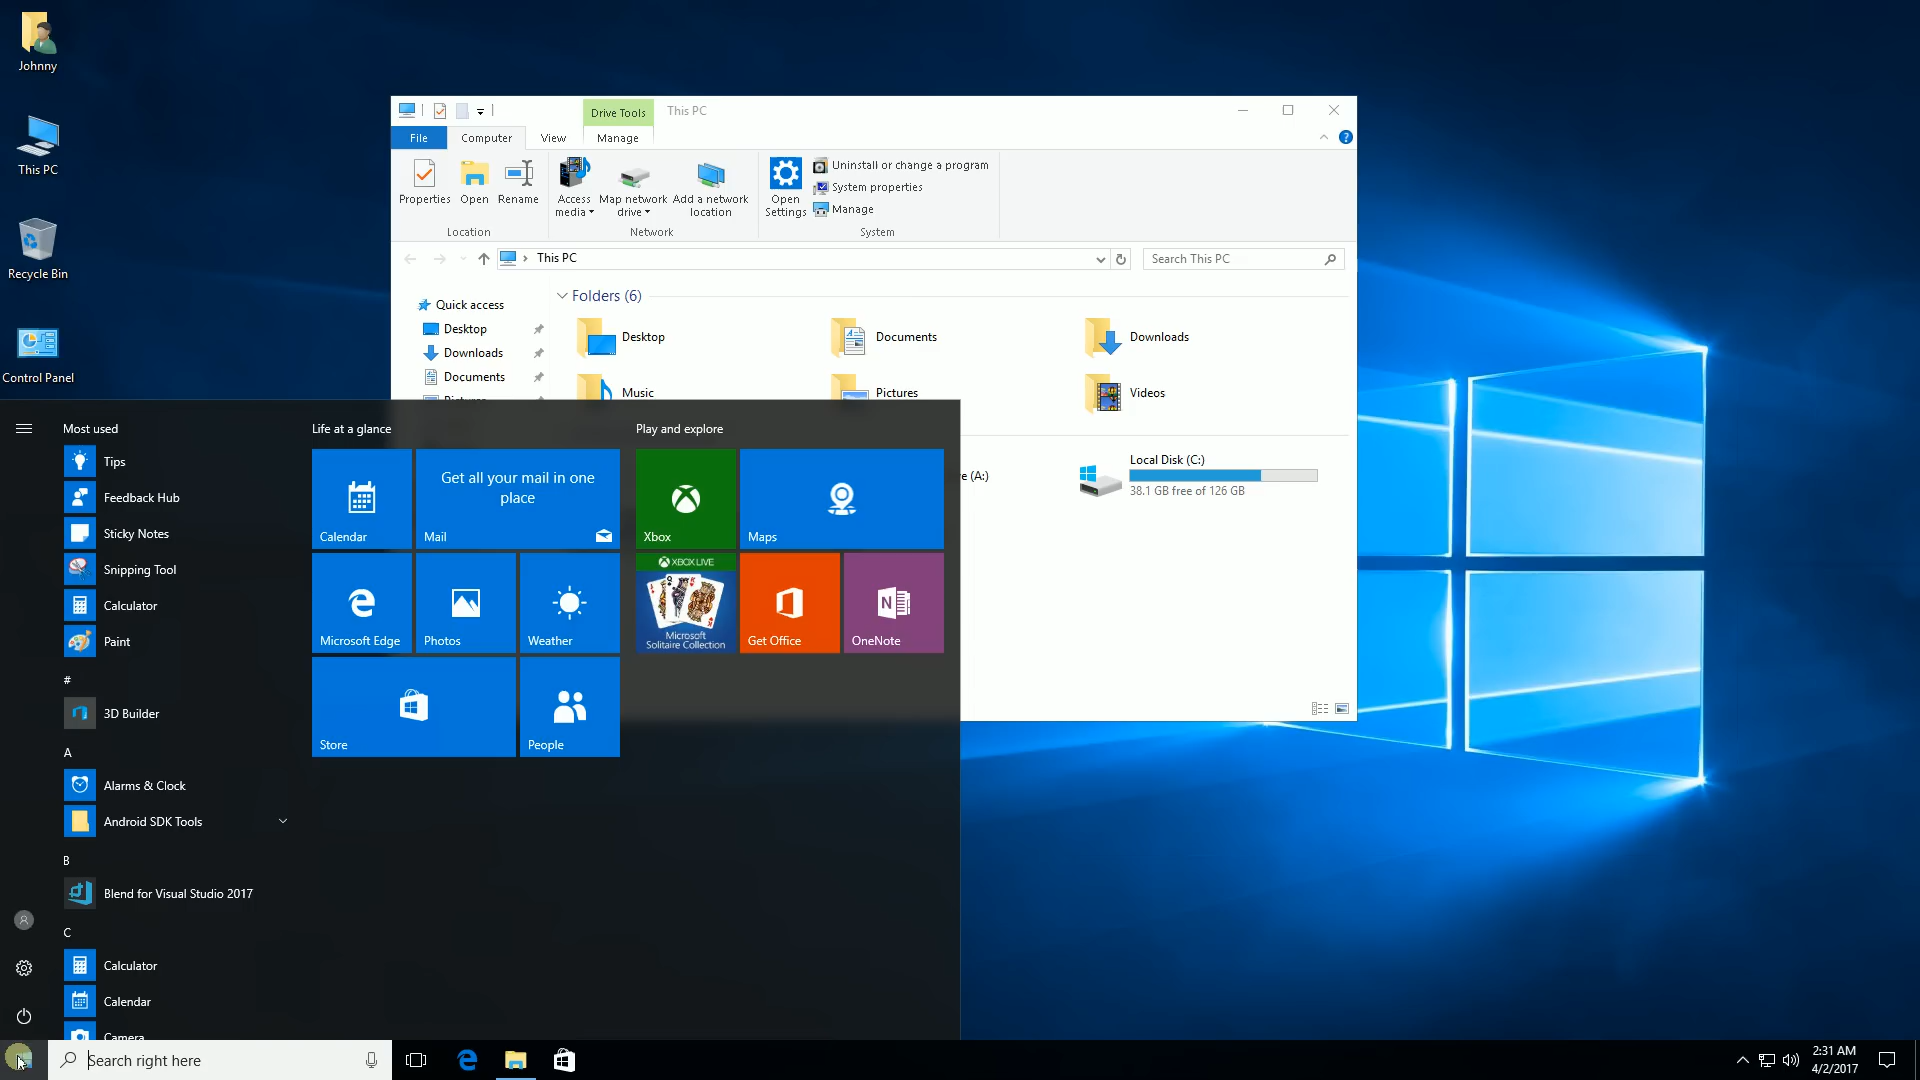 Johnny
This PC
Recycle Bin
Control Panel
Drive Tools
This PC
File
Computer
View
Manage
Properties
Open
Rename
Access
media
Map network
drive
Add a network
location
Open
Settings
Uninstall or change a program
System properties
Manage
Location
Network
System
This PC
Search This PC
Quick access
Desktop
Downloads
Documents
Folders (6)
Desktop
Documents
Downloads
Music
Pictures
Videos
e (A:)
Local Disk (C:)
38.1 GB free of 126 GB
Most used
Tips
Feedback Hub
Sticky Notes
Snipping Tool
Calculator
Paint
#
3D Builder
A
Alarms & Clock
Android SDK Tools
B
Blend for Visual Studio 2017
C
Calculator
Calendar
Camera
Life at a glance
Calendar
Get all your mail in one
place
Mail
Microsoft Edge
Photos
Weather
Store
People
Play and explore
Xbox
Maps
XBOX LIVE
Microsoft
Solitaire Collection
Get Office
OneNote
Search right here
2:31 AM
4/2/2017